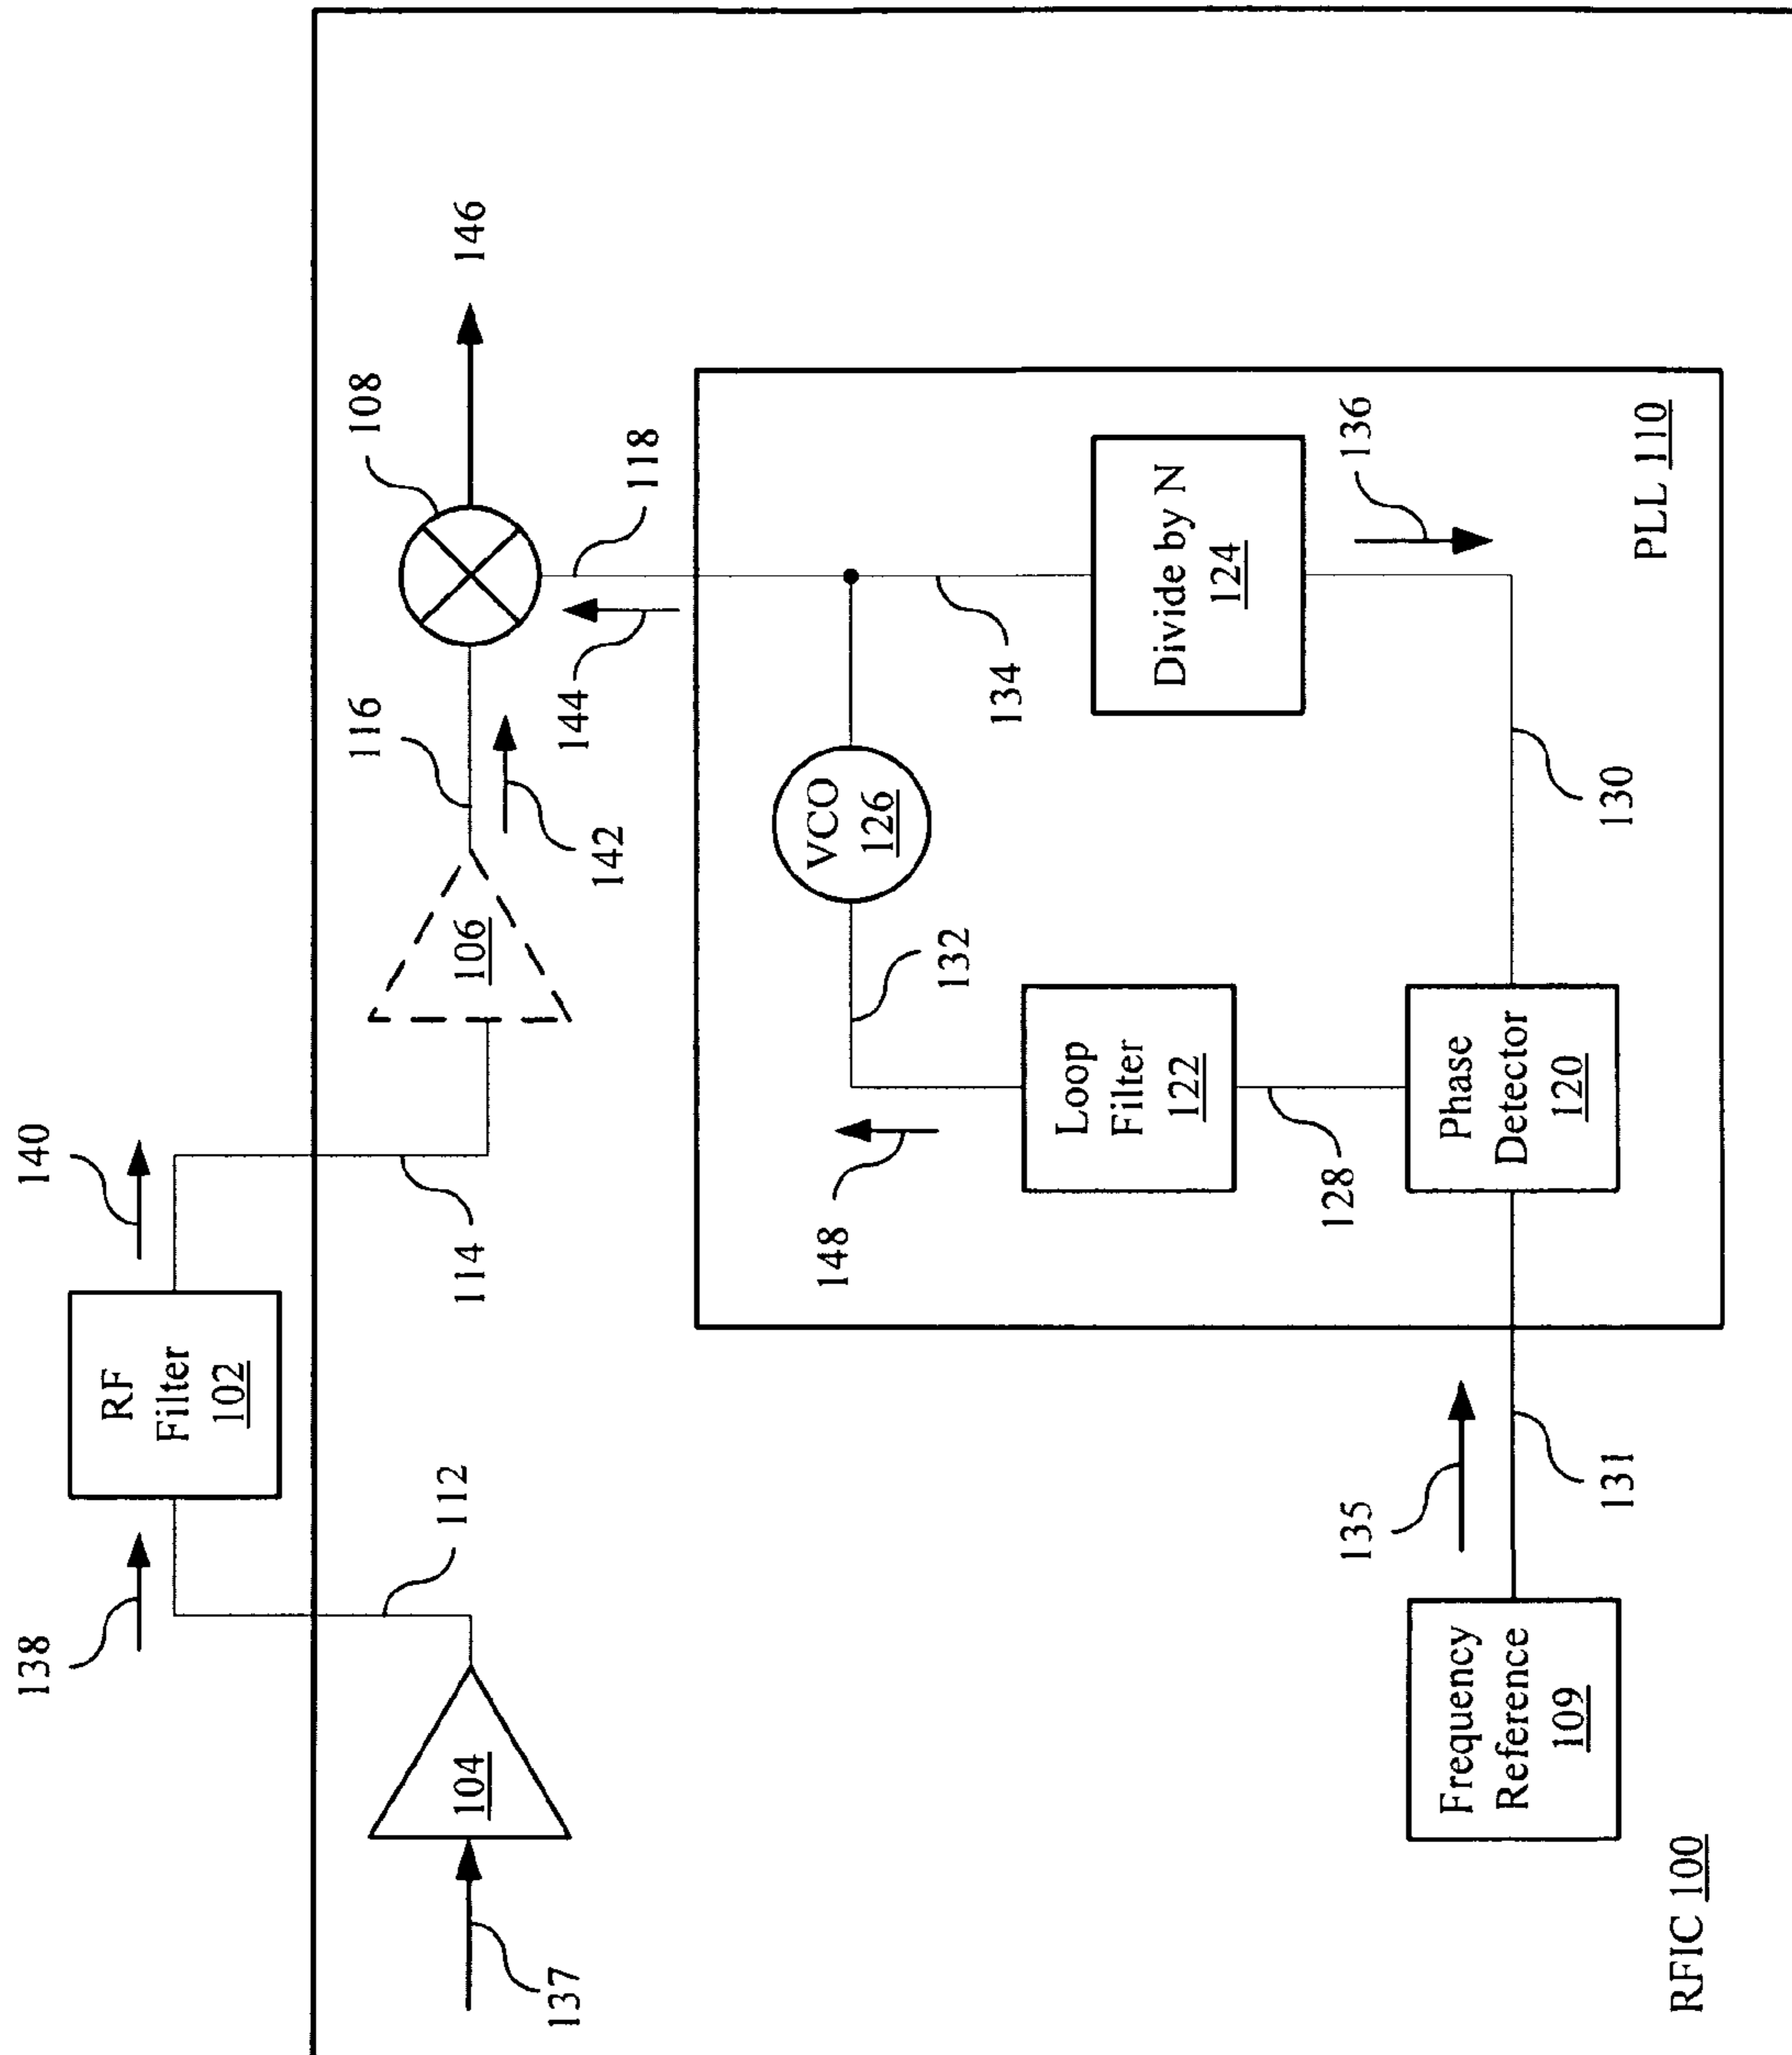 138
140
RF
Filter
102
112
114
116
108
146
137
104
106
142
144
118
VCO
126
132
134
148
Loop
Filter
122
Divide by N
124
128
136
135
Frequency
Reference
109
131
Phase
Detector
120
130
PLL 110
RFIC 100